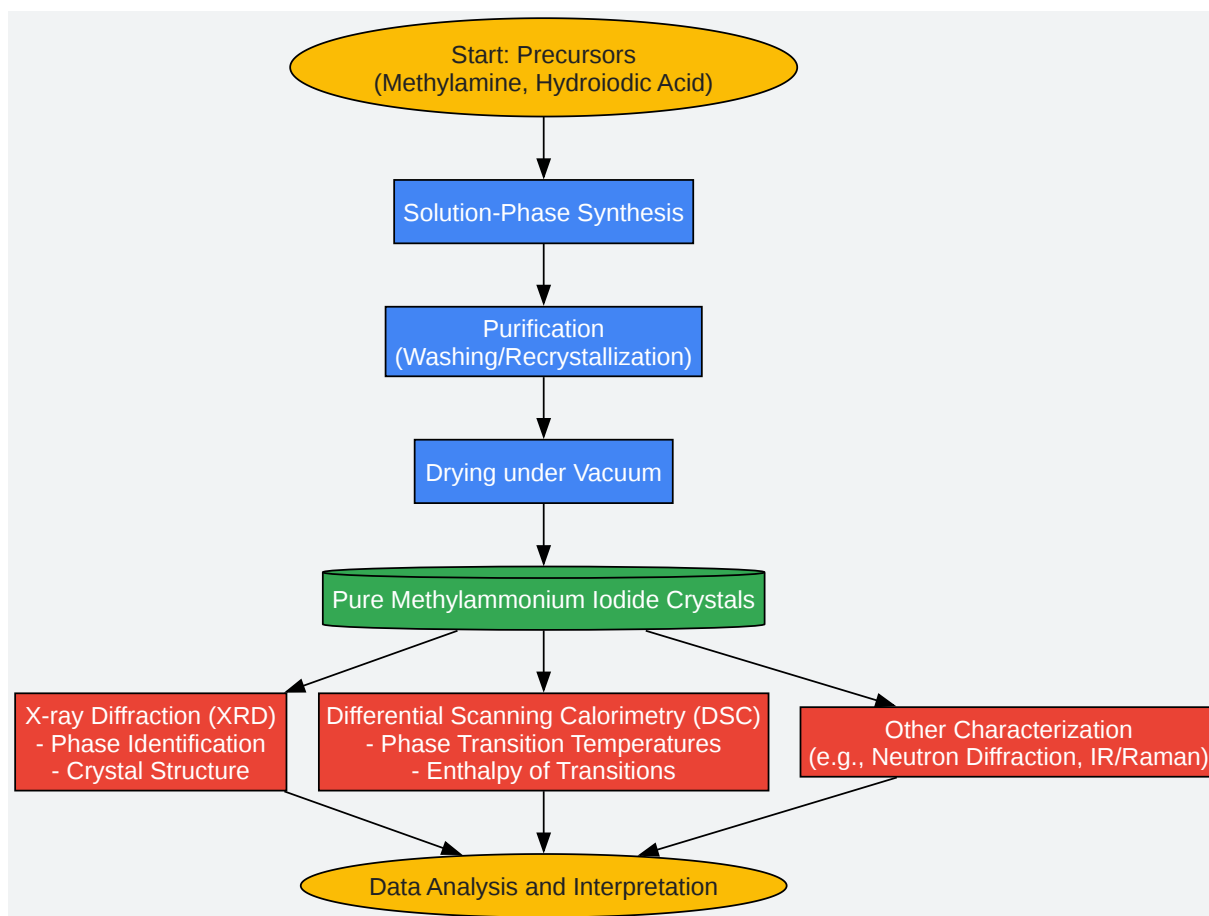 Start: Precursors
(Methylamine, Hydroiodic Acid)
Solution-Phase Synthesis
Purification
(Washing/Recrystallization)
Drying under Vacuum
Pure Methylammonium Iodide Crystals
X-ray Diffraction (XRD)
- Phase Identification
- Crystal Structure
Differential Scanning Calorimetry (DSC)
- Phase Transition Temperatures
- Enthalpy of Transitions
Other Characterization
(e.g., Neutron Diffraction, IR/Raman)
Data Analysis and Interpretation